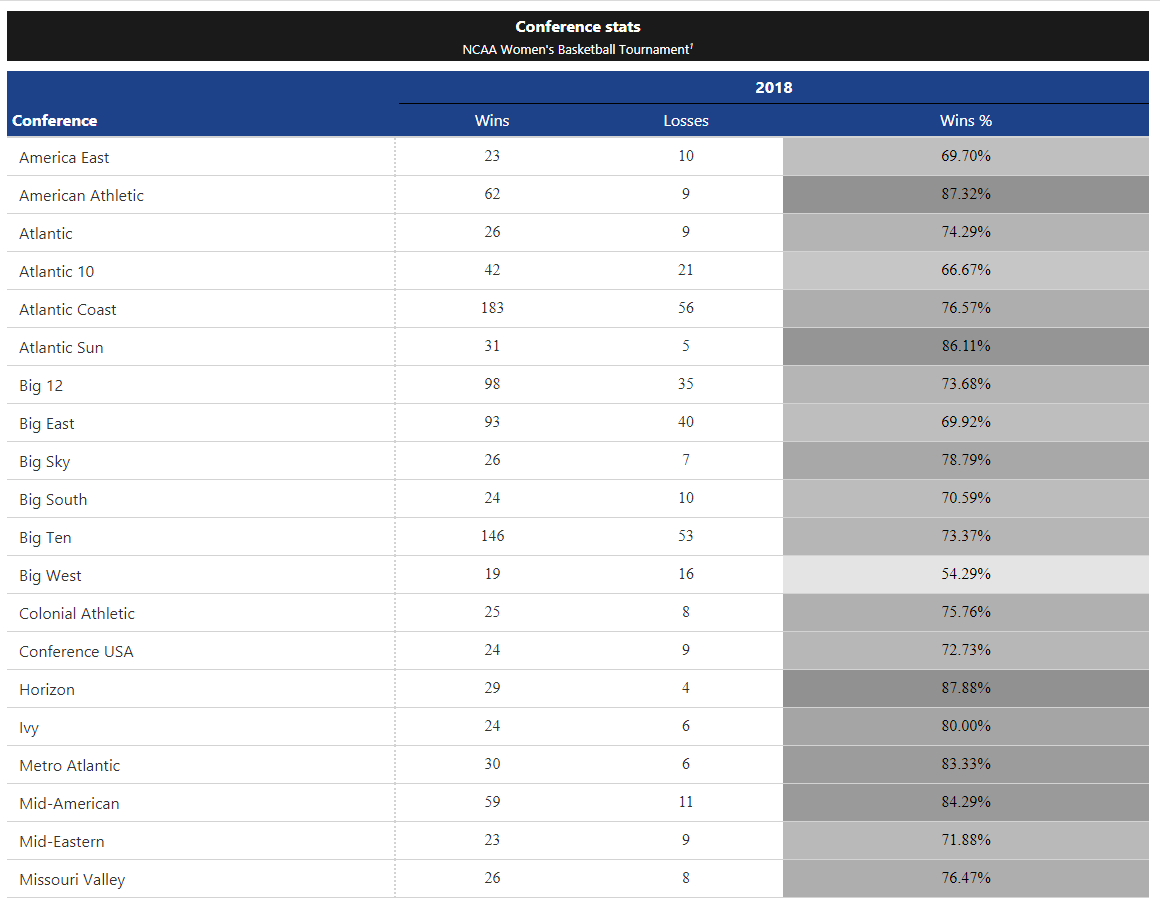 Conference stats
NCAA Women's Basketball Tournament¹
2018
Conference Wins Losses Wins %
America East 23 10 69.70%
American Athletic 62 9 87.32%
Atlantic 26 9 74.29%
Atlantic 10 42 21 66.67%
Atlantic Coast 183 56 76.57%
Atlantic Sun 31 5 86.11%
Big 12 98 35 73.68%
Big East 93 40 69.92%
Big Sky 26 7 78.79%
Big South 24 10 70.59%
Big Ten 146 53 73.37%
Big West 19 16 54.29%
Colonial Athletic 25 8 75.76%
Conference USA 24 9 72.73%
Horizon 29 4 87.88%
Ivy 24 6 80.00%
Metro Atlantic 30 6 83.33%
Mid-American 59 11 84.29%
Mid-Eastern 23 9 71.88%
Missouri Valley 26 8 76.47%